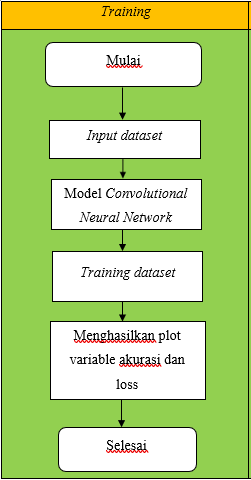 Training
Mulai
Input dataset
Model Convolutional
Neural Network
Training dataset
Menghasilkan plot
variable akurasi dan
loss
Selesai